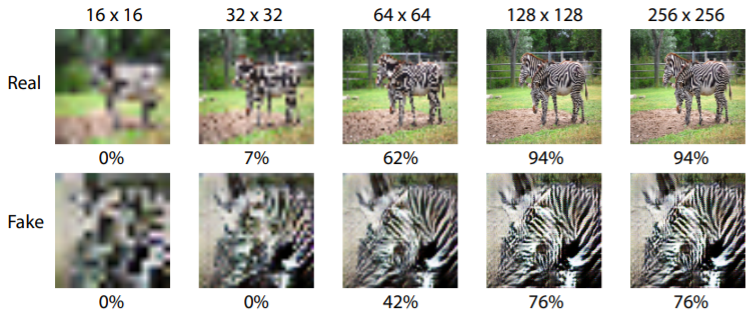 16 x 16 32 x 32 64 x 64 128 x 128 256 x 256
Real
0% 7% 62% 94% 94%
Fake
0% 0% 42% 76% 76%